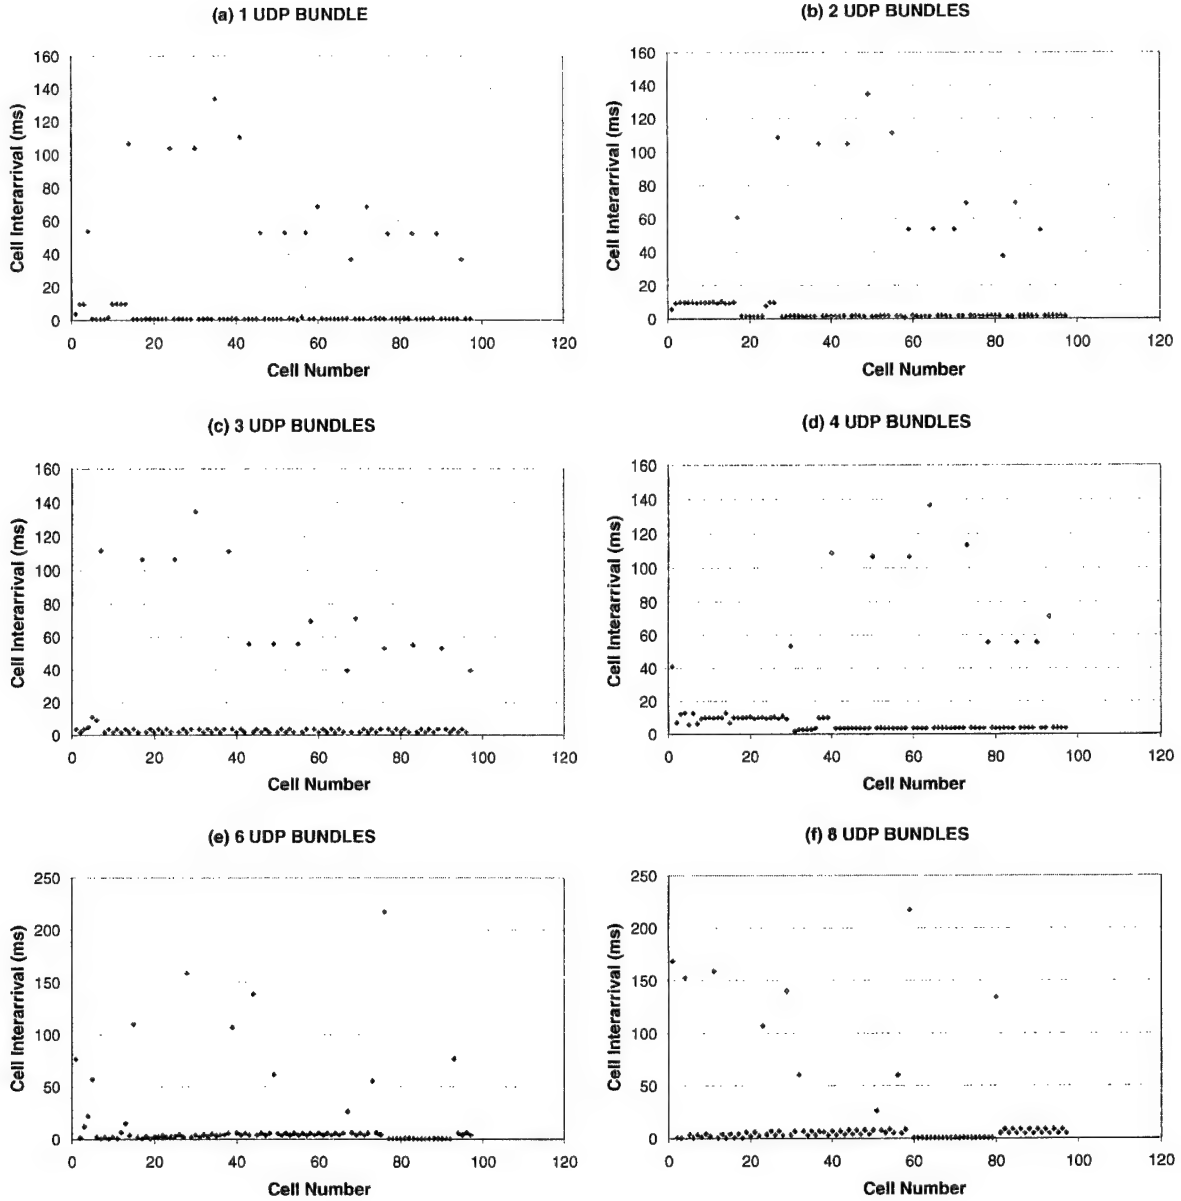 (a) 1 UDP BUNDLE
160
140
120
100
80
60
40
20
0
Cell Interarrival (ms)
0 20 40 60 80 100 120
Cell Number
(b) 2 UDP BUNDLES
160
140
120
100
80
60
40
20
0
Cell Interarrival (ms)
0 20 40 60 80 100 120
Cell Number
(c) 3 UDP BUNDLES
160
140
120
100
80
60
40
20
0
Cell Interarrival (ms)
0 20 40 60 80 100 120
Cell Number
(d) 4 UDP BUNDLES
160
140
120
100
80
60
40
20
0
Cell Interarrival (ms)
0 20 40 60 80 100 120
Cell Number
(e) 6 UDP BUNDLES
250
200
150
100
50
0
Cell Interarrival (ms)
0 20 40 60 80 100 120
Cell Number
(f) 8 UDP BUNDLES
250
200
150
100
50
0
Cell Interarrival (ms)
0 20 40 60 80 100 120
Cell Number